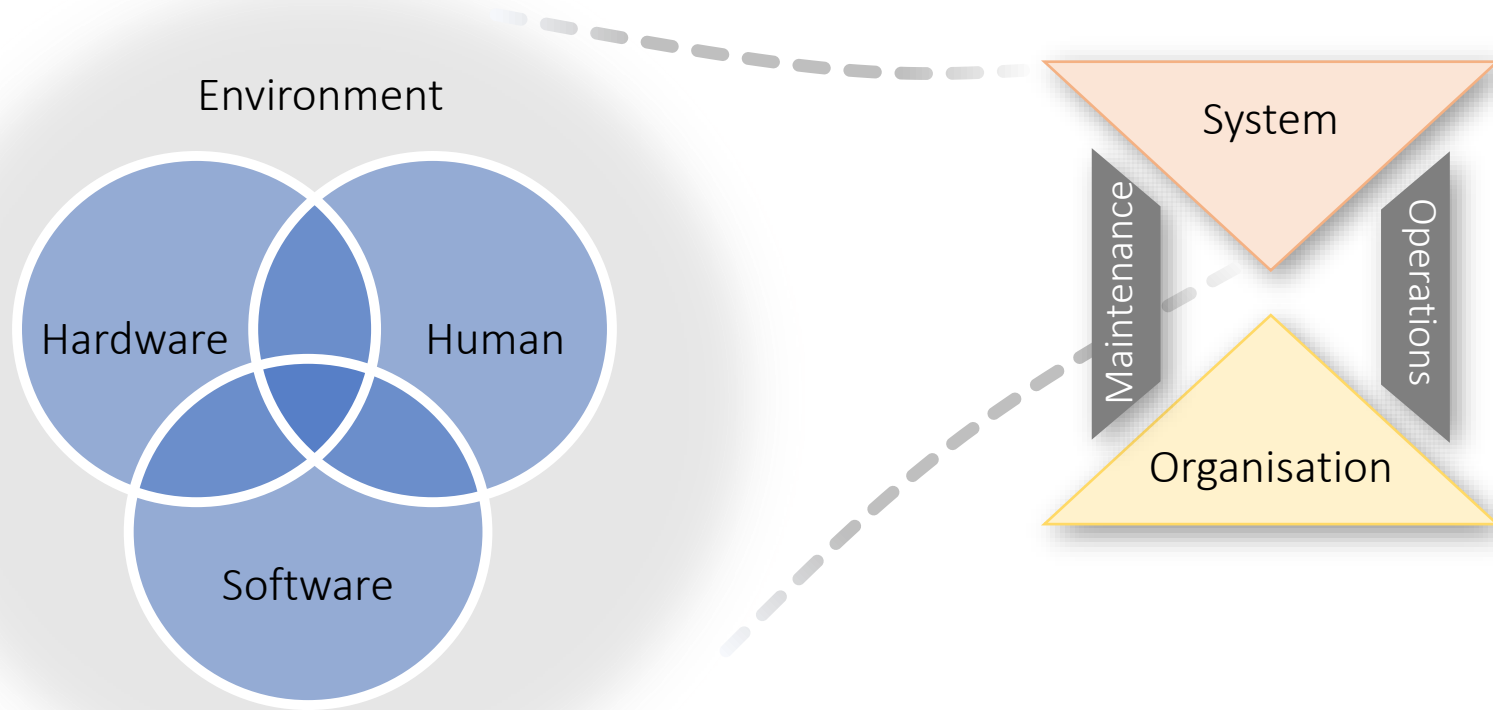 Environment
Hardware
Human
Software
System
Maintenance
Operations
Organisation